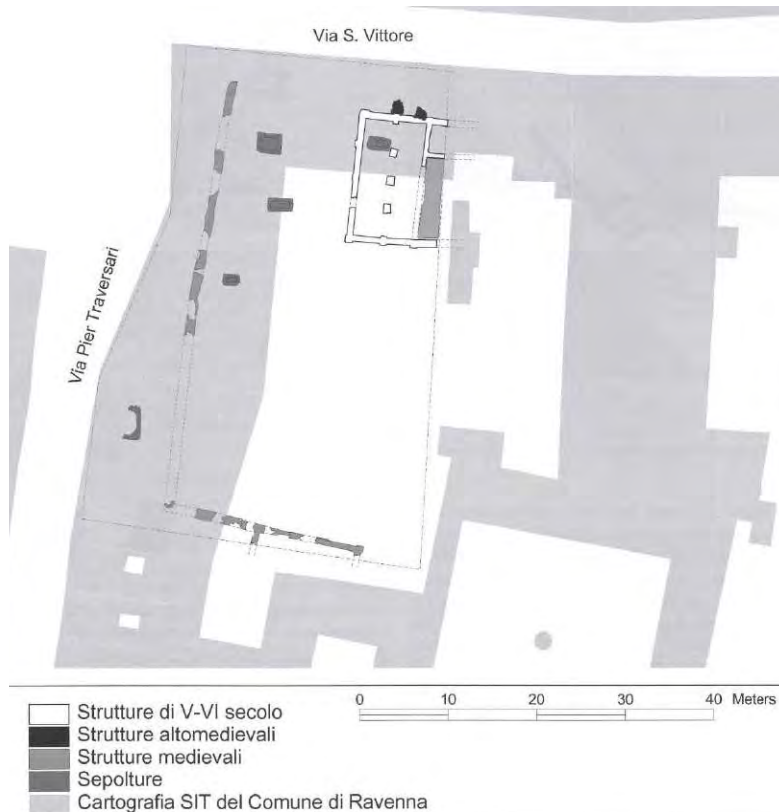 Via S. Vittore
Via Pier Traversari
Strutture di V-VI secolo
Strutture altomedievali
Strutture medievali
Sepolture
Cartografia SIT del Comune di Ravenna
0 10 20 30 40 Meters